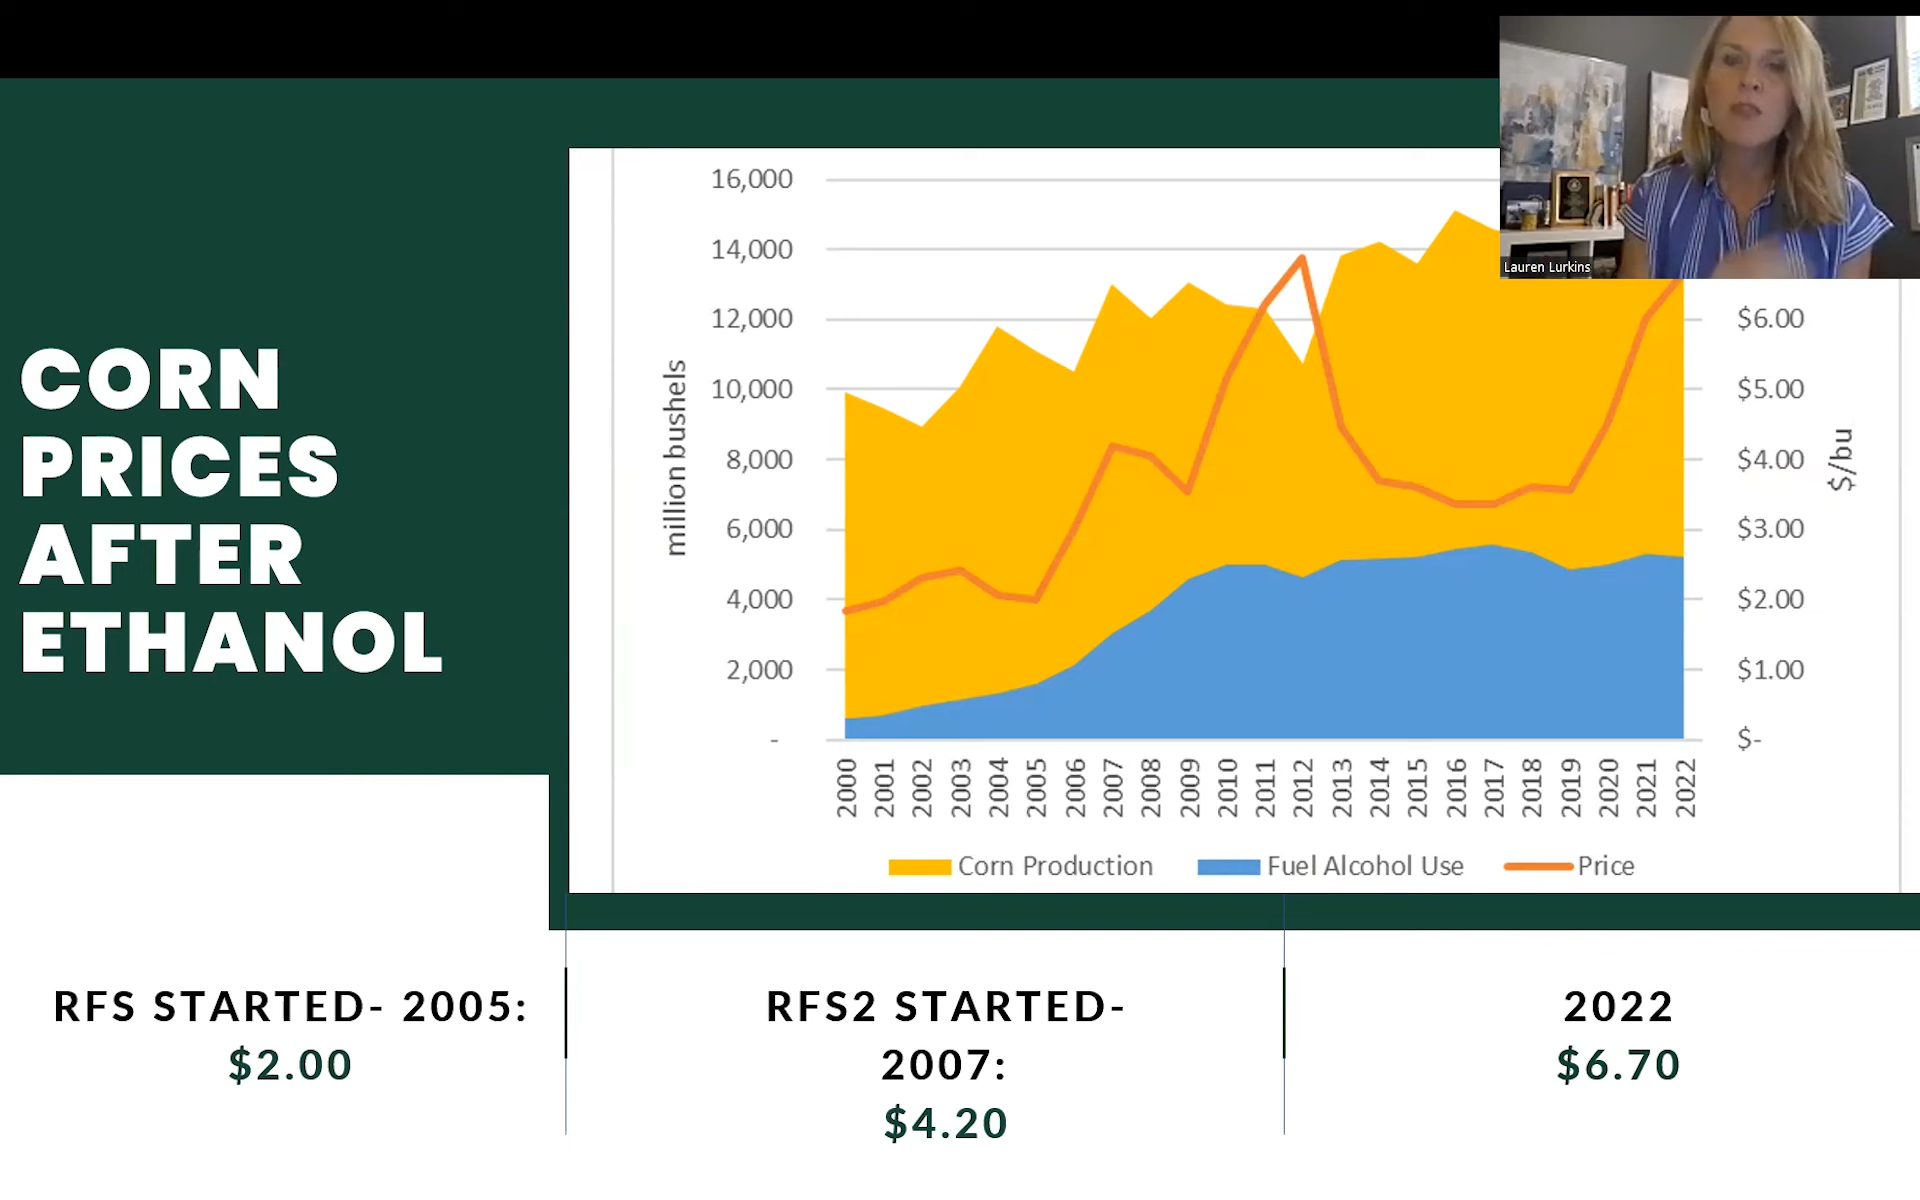 Lauren Lurkins
CORN
PRICES
AFTER
ETHANOL
16,000
14,000
12,000
10,000
8,000
6,000
4,000
2,000
-
million bushels
$6.00
$5.00
$4.00
$3.00
$2.00
$1.00
$-
$/bu
2000 2001 2002 2003 2004 2005 2006 2007 2008 2009 2010 2011 2012 2013 2014 2015 2016 2017 2018 2019 2020 2021 2022
Corn Production Fuel Alcohol Use Price
RFS STARTED- 2005:
$2.00
RFS2 STARTED-
2007:
$4.20
2022
$6.70